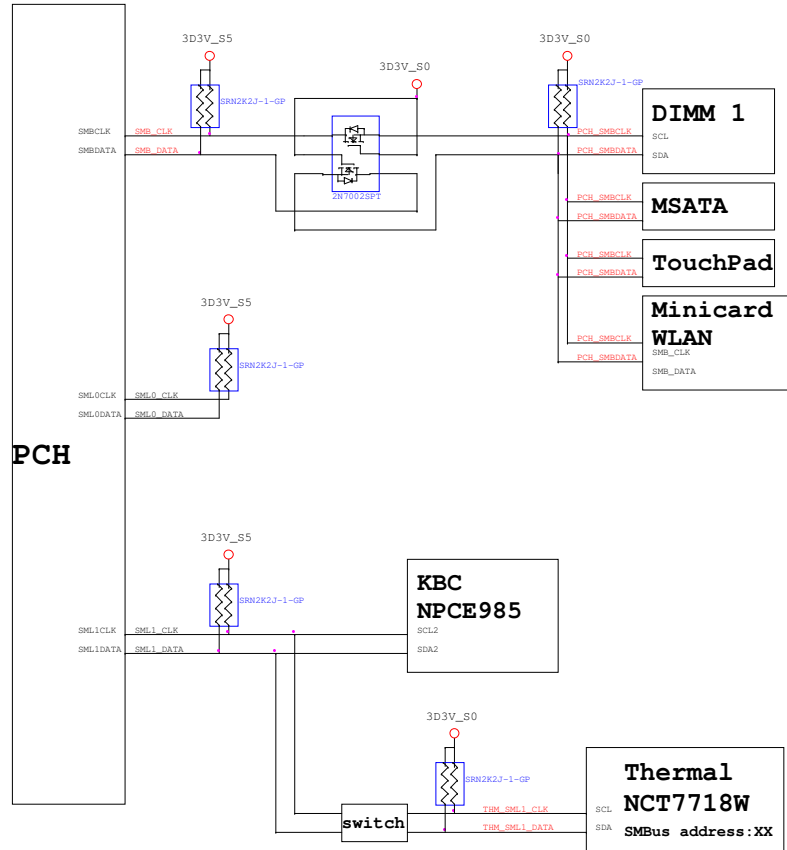 3D3V_S5
3D3V_S0
3D3V_S0
SRN2K2J-1-GP
SRN2K2J-1-GP
DIMM 1
SMBCLK
SMB_CLK
PCH_SMBCLK
SCL
SMBDATA
SMB_DATA
PCH_SMBDATA
SDA
2N7002SPT
PCH_SMBCLK
MSATA
PCH_SMBDATA
PCH_SMBCLK
TouchPad
PCH_SMBDATA
3D3V_S5
Minicard
WLAN
PCH_SMBCLK
SMB_CLK
PCH_SMBDATA
SMB_DATA
SRN2K2J-1-GP
SML0CLK
SML0_CLK
SML0DATA
SML0_DATA
PCH
3D3V_S5
KBC
NPCE985
SRN2K2J-1-GP
SML1CLK
SML1_CLK
SCL2
SML1DATA
SML1_DATA
SDA2
3D3V_S0
SRN2K2J-1-GP
Thermal
NCT7718W
THM_SML1_CLK
SCL
switch
THM_SML1_DATA
SDA
SMBus address:XX